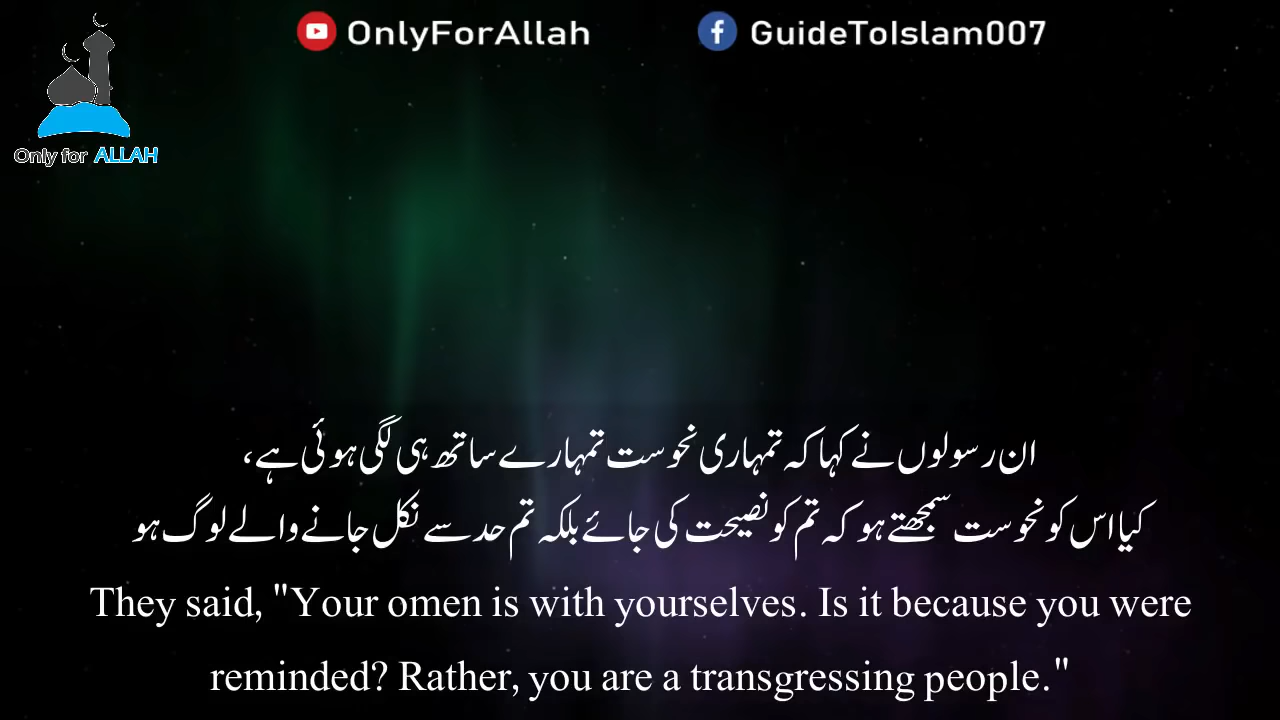 OnlyForAllah
GuideToIslam007
Only for ALLAH
ان رسولوں نے کہا کہ تمہاری نحوست تمہارے ساتھ ہی لگی ہوئی ہے،
کیا اس کو نحوست سمجھتے ہو کہ تم کو نصیحت کی جائے بلکہ تم حد سے نکل جانے والے لوگ ہو
They said, "Your omen is with yourselves. Is it because you were
reminded? Rather, you are a transgressing people."